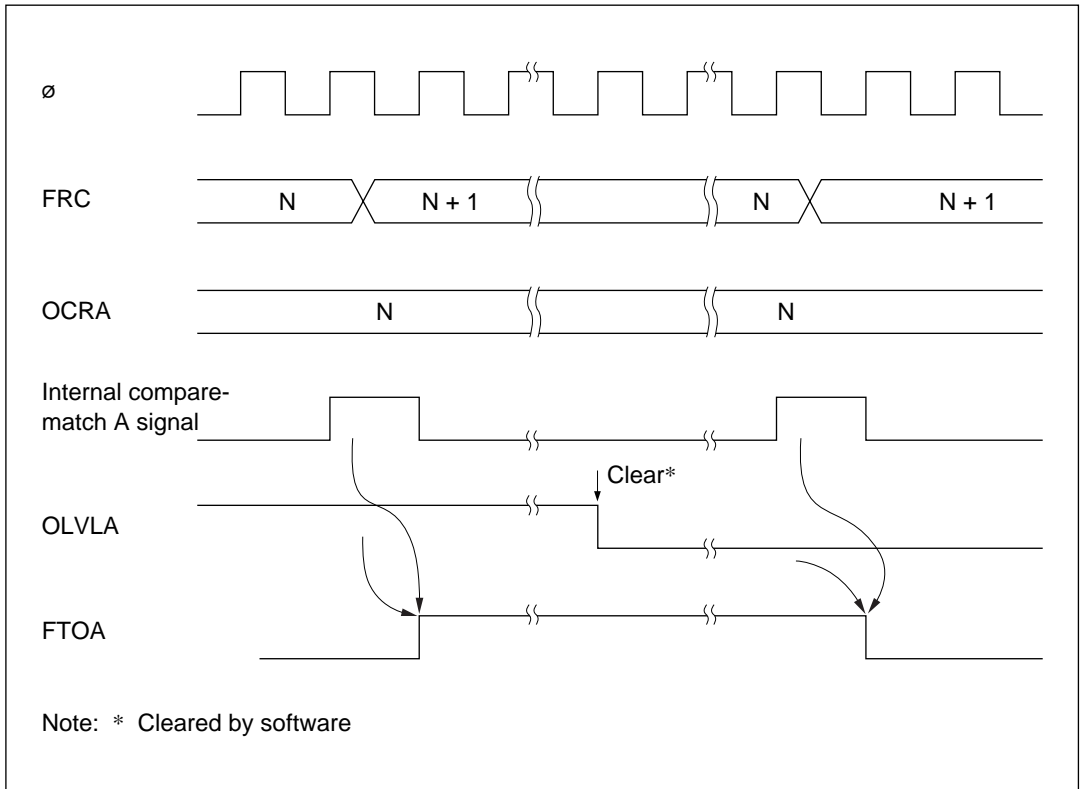 ø
FRC
N
N + 1
N
N + 1
OCRA
N
N
Internal compare-
match A signal
Clear*
OLVLA
FTOA
Note: * Cleared by software